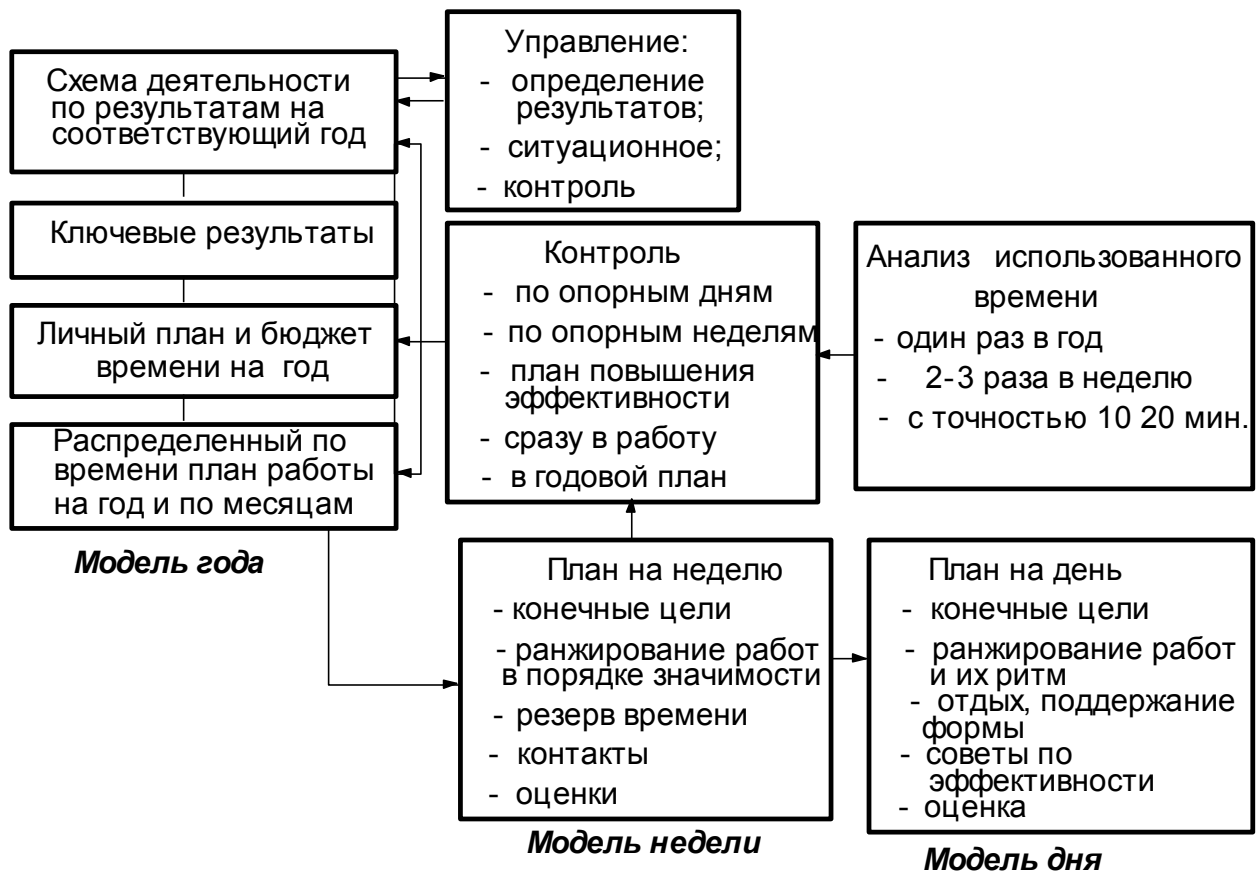 Схема деятельности
по результатам на
соответствующий год
Ключевые результаты
Личный план и бюджет
времени на год
Распределенный по
времени план работы
на год и по месяцам
Модель года
Управление:
- определение
результатов;
- ситуационное;
- контроль
Контроль
- по опорным дням
- по опорным неделям
- план повышения
эффективности
- сразу в работу
- в годовой план
Анализ использованного
времени
- один раз в год
- 2-3 раза в неделю
- с точностью 10 20 мин.
План на неделю
- конечные цели
- ранжирование работ
в порядке значимости
- резерв времени
- контакты
- оценки
Модель недели
План на день
- конечные цели
- ранжирование работ
и их ритм
- отдых, поддержание
формы
- советы по
эффективности
- оценка
Модель дня